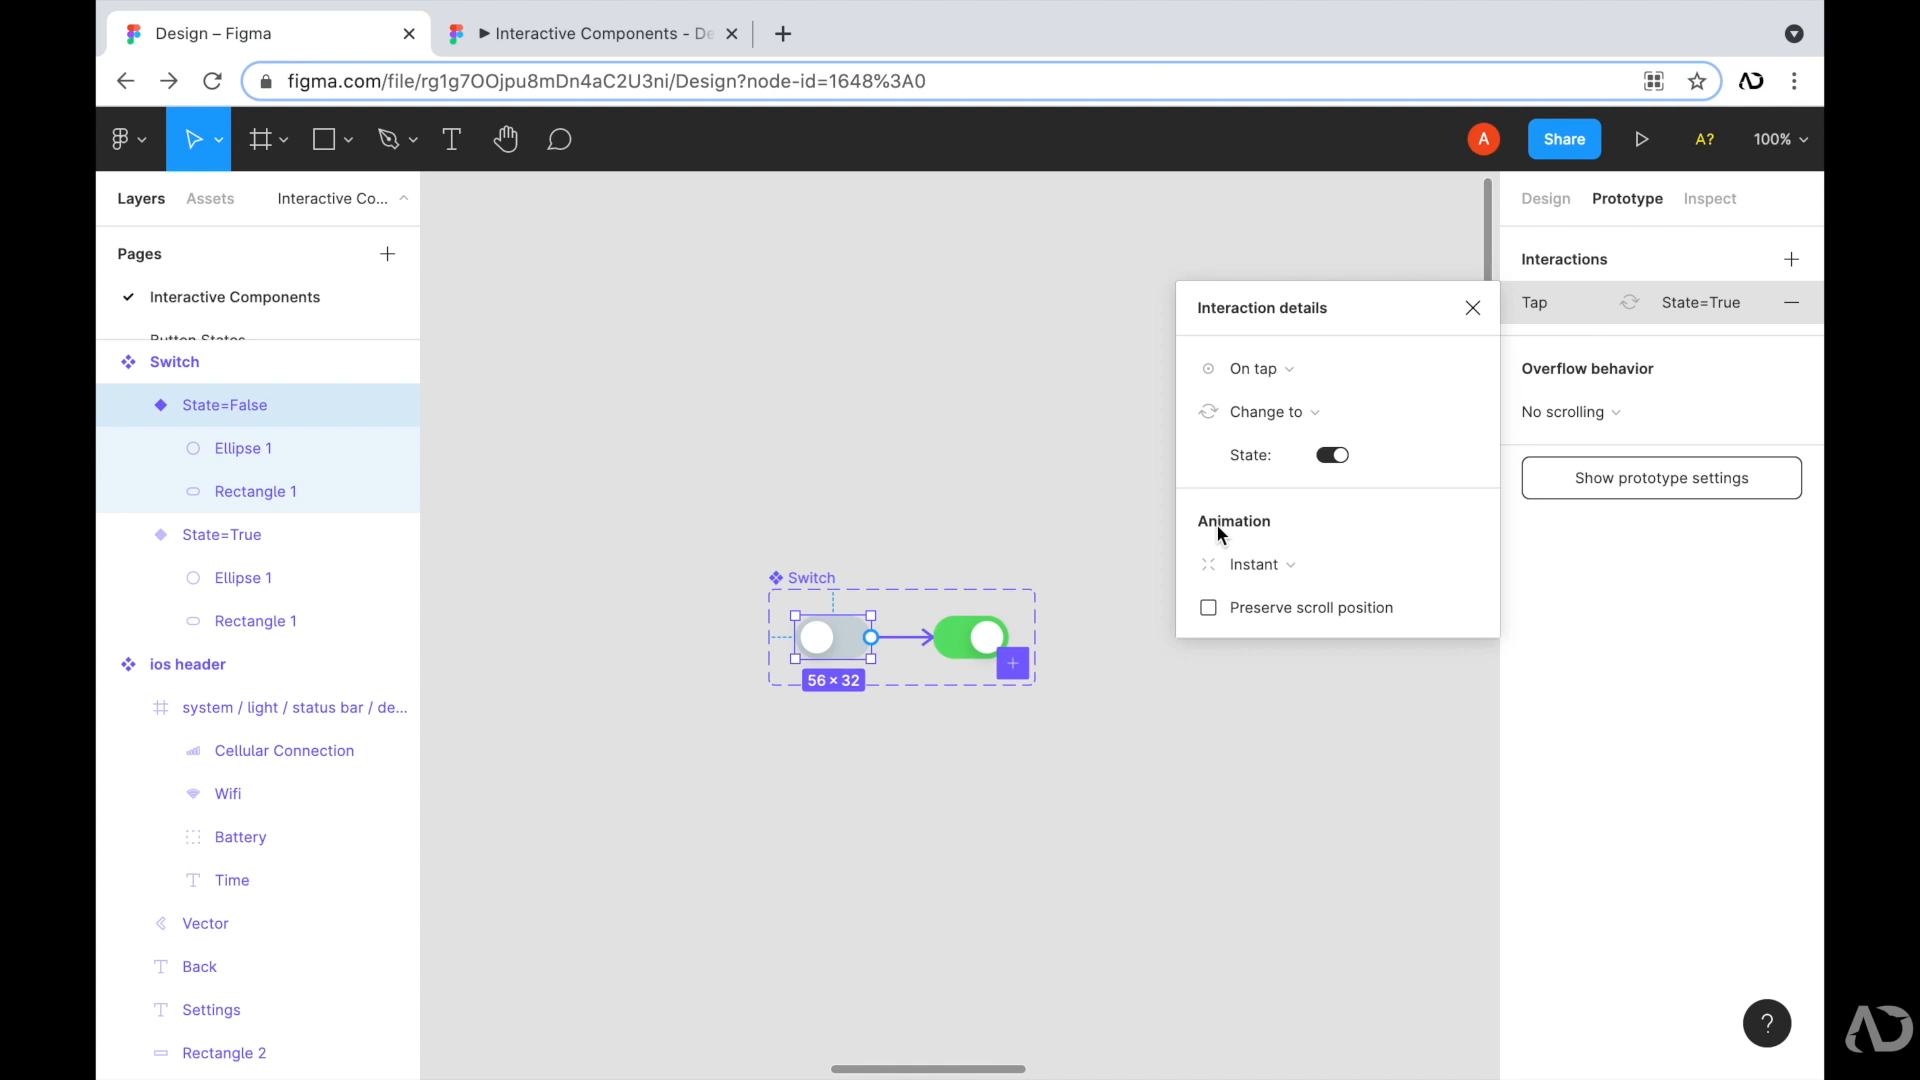 Design – Figma
Interactive Components - De
figma.com/file/rg1g7OOjpu8mDn4aC2U3ni/Design?node-id=1648%3A0
A
Share
A?
100%
Layers
Assets
Interactive Co...
Design
Prototype
Inspect
Pages
Interactive Components
Button States
Switch
State=False
Ellipse 1
Rectangle 1
State=True
Ellipse 1
Rectangle 1
ios header
system / light / status bar / de...
Cellular Connection
Wifi
Battery
Time
Vector
Back
Settings
Rectangle 2
Switch
56 × 32
Interaction details
On tap
Change to
State:
Animation
Instant
Preserve scroll position
Interactions
Tap
State=True
Overflow behavior
No scrolling
Show prototype settings
?